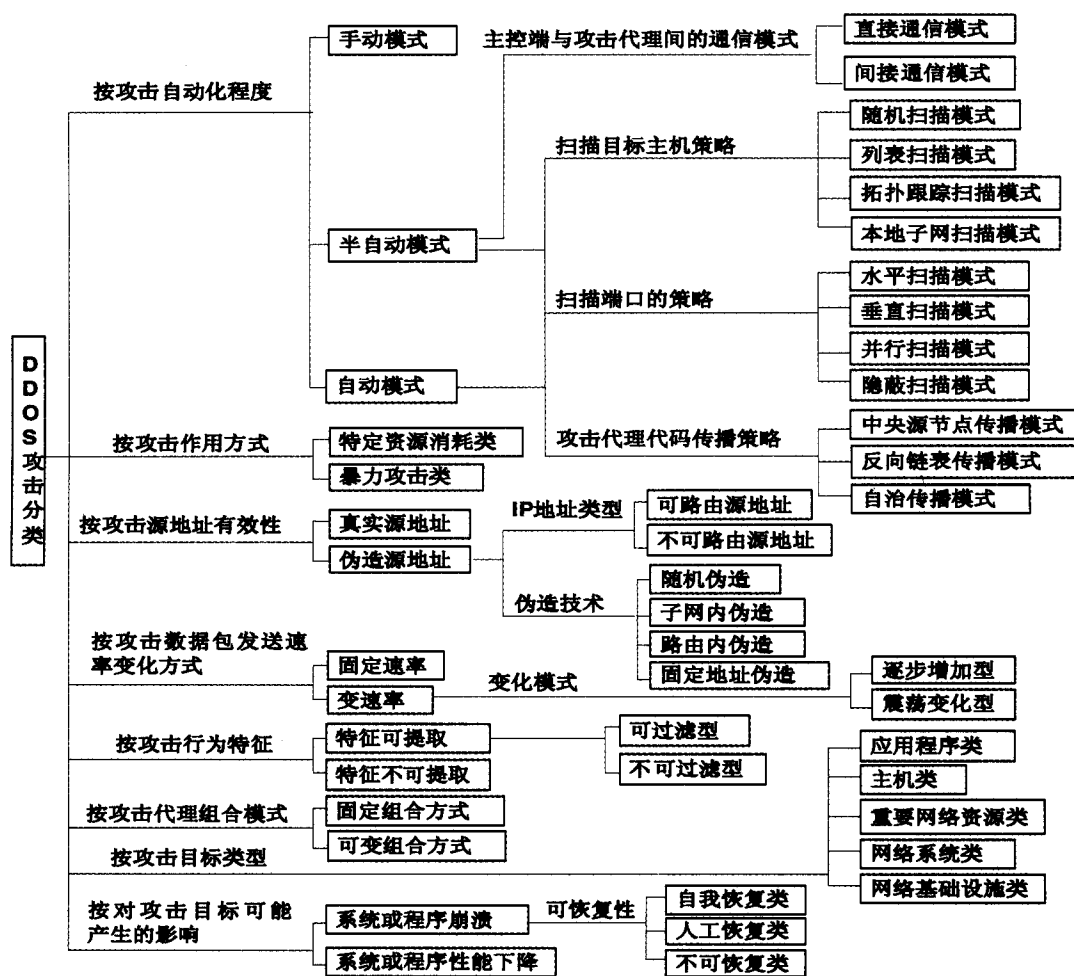 DDOS攻击分类
按攻击自动化程度
手动模式
半自动模式
主控端与攻击代理间的通信模式
直接通信模式
间接通信模式
自动模式
扫描目标主机策略
随机扫描模式
列表扫描模式
拓扑跟踪扫描模式
本地子网扫描模式
扫描端口的策略
水平扫描模式
垂直扫描模式
并行扫描模式
隐蔽扫描模式
攻击代理代码传播策略
中央源节点传播模式
反向链表传播模式
自治传播模式
按攻击作用方式
特定资源消耗类
暴力攻击类
按攻击源地址有效性
真实源地址
伪造源地址
IP地址类型
可路由源地址
不可路由源地址
伪造技术
随机伪造
子网内伪造
路由内伪造
固定地址伪造
按攻击数据包发送速
率变化方式
固定速率
变速率
变化模式
逐步增加型
震荡变化型
按攻击行为特征
特征可提取
可过滤型
不可过滤型
特征不可提取
按攻击代理组合模式
固定组合方式
可变组合方式
按攻击目标类型
应用程序类
主机类
重要网络资源类
网络系统类
网络基础设施类
按对攻击目标可能
产生的影响
系统或程序崩溃
可恢复性
自我恢复类
人工恢复类
不可恢复类
系统或程序性能下降